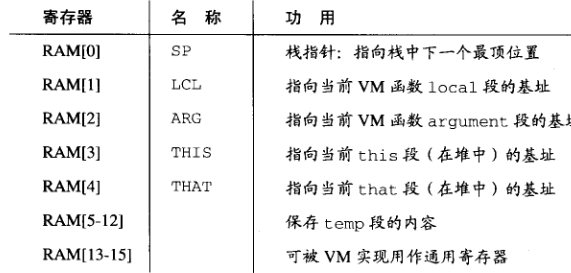 寄存器 名 称 功 用
RAM[0] SP 栈指针：指向栈中下一个最顶位置
RAM[1] LCL 指向当前 VM 函数 local 段的基址
RAM[2] ARG 指向当前 VM 函数 argument 段的基址
RAM[3] THIS 指向当前 this 段（在堆中）的基址
RAM[4] THAT 指向当前 that 段（在堆中）的基址
RAM[5-12] 保存 temp 段的内容
RAM[13-15] 可被 VM 实现用作通用寄存器